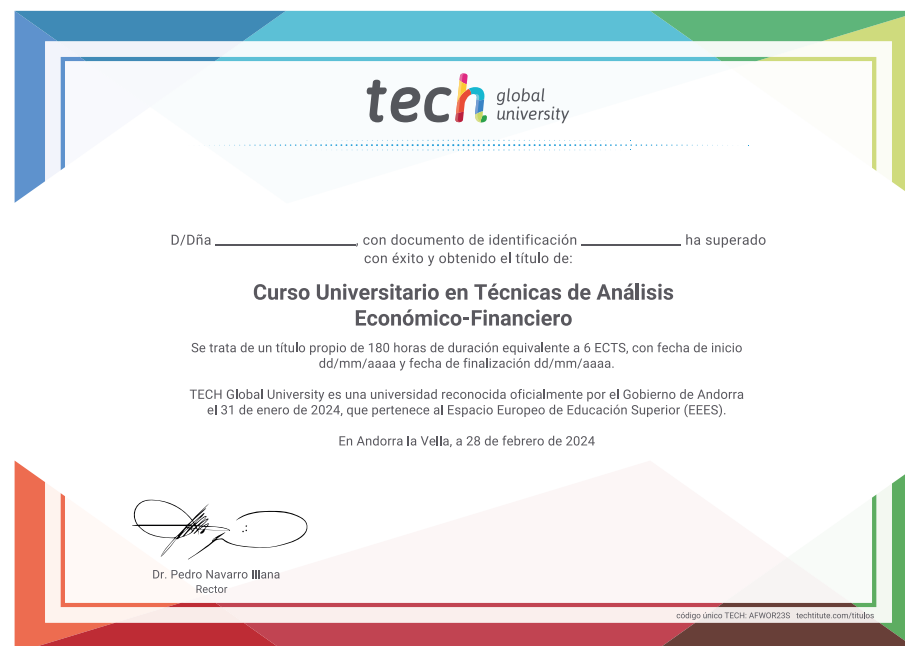 tech global
university
D/Dña ________________, con documento de identificación ____________ ha superado
con éxito y obtenido el título de:
Curso Universitario en Técnicas de Análisis
Económico-Financiero
Se trata de un título propio de 180 horas de duración equivalente a 6 ECTS, con fecha de inicio
dd/mm/aaaa y fecha de finalización dd/mm/aaaa.
TECH Global University es una universidad reconocida oficialmente por el Gobierno de Andorra
el 31 de enero de 2024, que pertenece al Espacio Europeo de Educación Superior (EEES).
En Andorra la Vella, a 28 de febrero de 2024
Dr. Pedro Navarro Illana
Rector
código único TECH: AFWOR23S techtitute.com/titulos